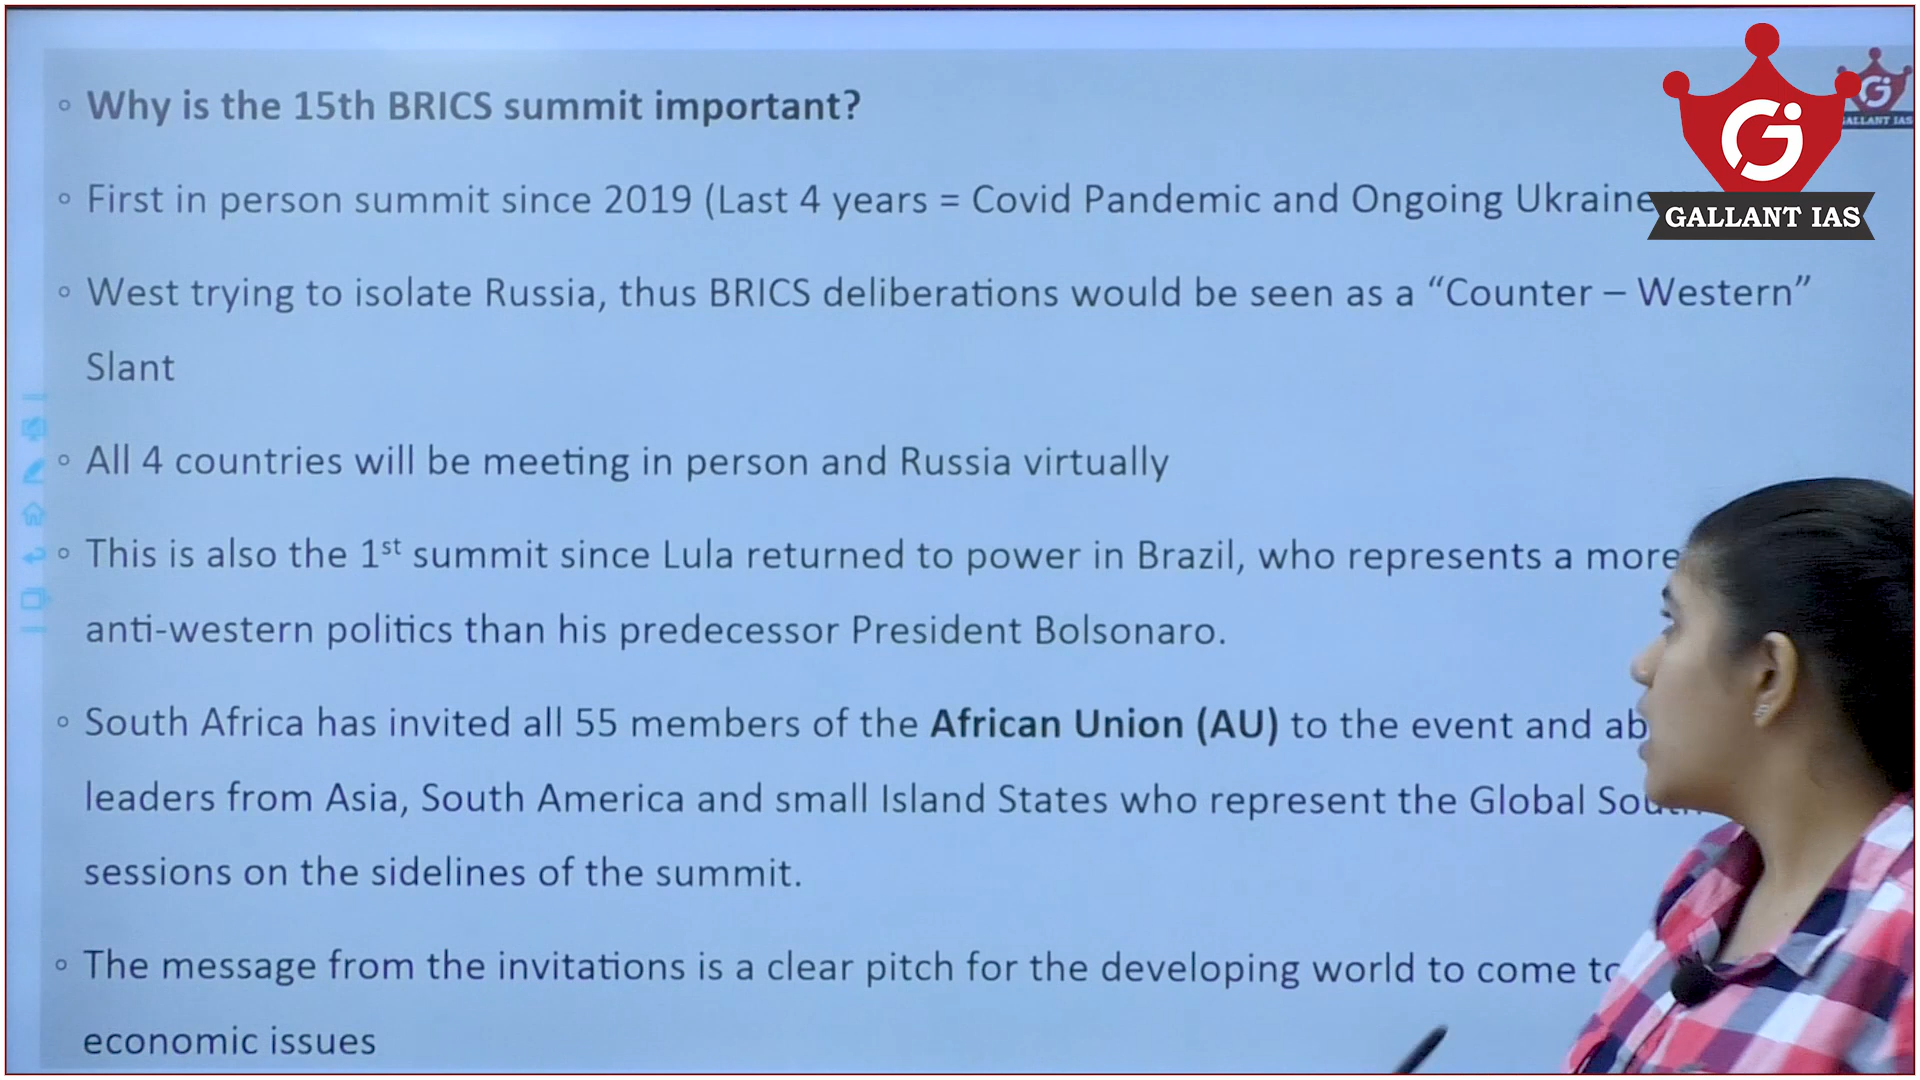 Why is the 15th BRICS summit important?
First in person summit since 2019 (Last 4 years = Covid Pandemic and Ongoing Ukraine
West trying to isolate Russia, thus BRICS deliberations would be seen as a “Counter – Western”
Slant
All 4 countries will be meeting in person and Russia virtually
This is also the 1st summit since Lula returned to power in Brazil, who represents a more
anti-western politics than his predecessor President Bolsonaro.
South Africa has invited all 55 members of the African Union (AU) to the event and
leaders from Asia, South America and small Island States who represent the Global
sessions on the sidelines of the summit.
The message from the invitations is a clear pitch for the developing world to come
economic issues
G
GALLANT IAS
G
GALLANT IAS